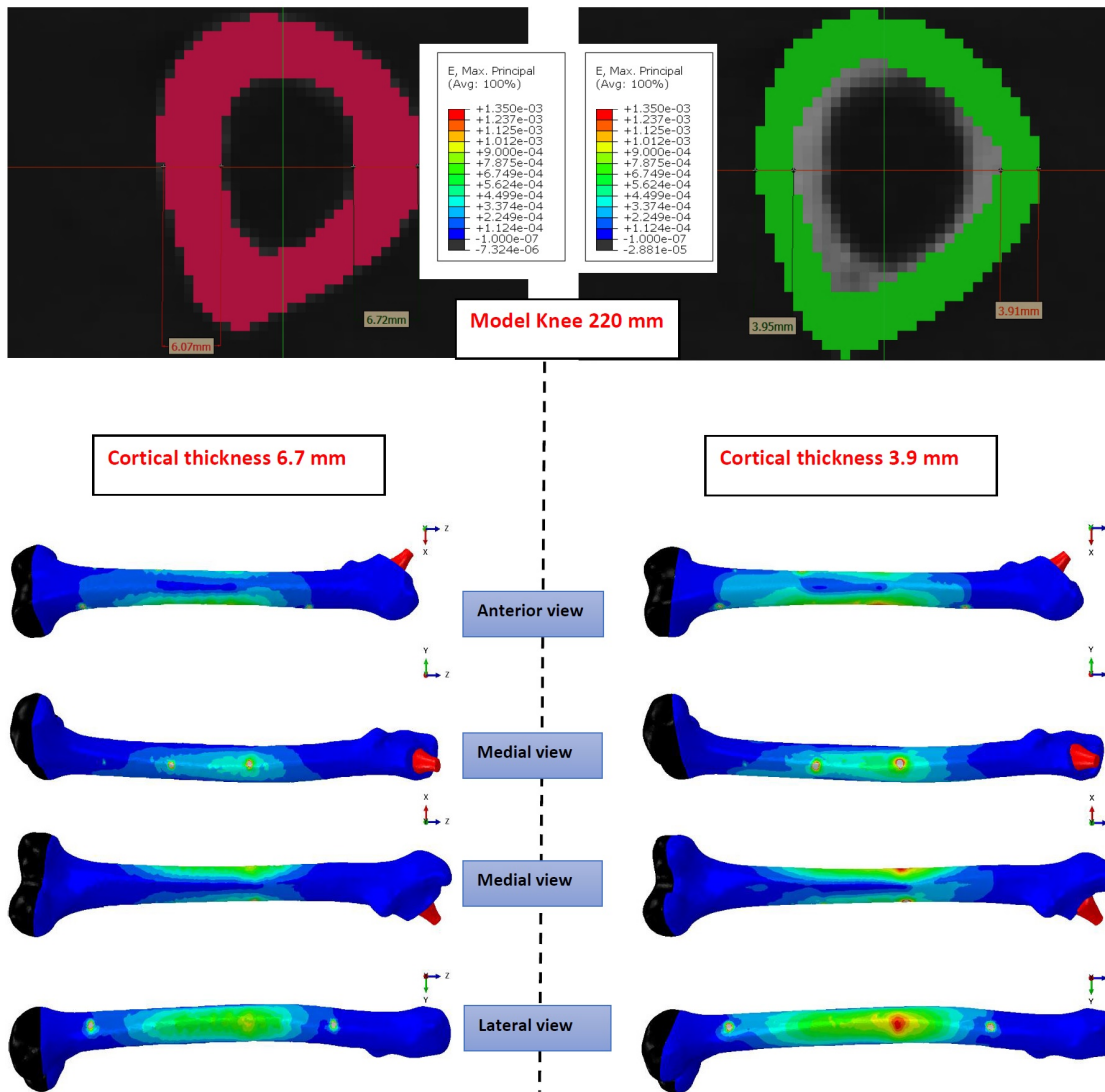 E, Max. Principal
(Avg: 100%)
+1.350e-03
+1.237e-03
+1.125e-03
+1.012e-03
+9.000e-04
+7.875e-04
+6.749e-04
+5.624e-04
+4.499e-04
+3.374e-04
+2.249e-04
+1.124e-04
-1.000e-07
-7.324e-06
E, Max. Principal
(Avg: 100%)
+1.350e-03
+1.237e-03
+1.125e-03
+1.012e-03
+9.000e-04
+7.875e-04
+6.749e-04
+5.624e-04
+4.499e-04
+3.374e-04
+2.249e-04
+1.124e-04
-1.000e-07
-2.881e-05
6.07mm
6.72mm
3.95mm
3.91mm
Model Knee 220 mm
Cortical thickness 6.7 mm
Cortical thickness 3.9 mm
Z
X
X
Anterior view
Y
Z
Y
Medial view
X
Z
X
Medial view
Z
Y
Y
Lateral view